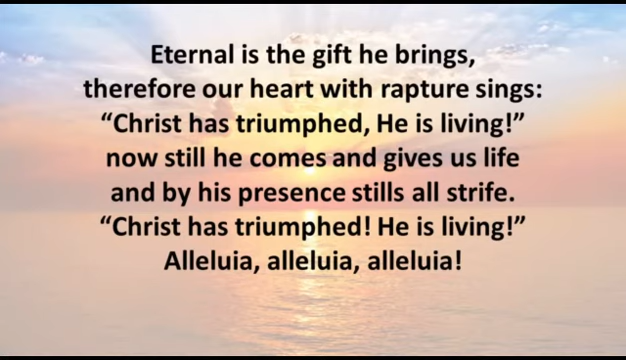 Eternal is the gift he brings,
therefore our heart with rapture sings:
“Christ has triumphed, He is living!”
now still he comes and gives us life
and by his presence stills all strife.
“Christ has triumphed! He is living!”
Alleluia, alleluia, alleluia!